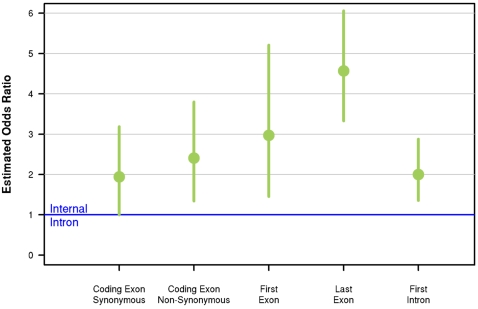 Estimated Odds Ratio
6
5
4
3
2
1
0
Internal
Intron
Coding Exon
Synonymous
Coding Exon
Non-Synonymous
First
Exon
Last
Exon
First
Intron